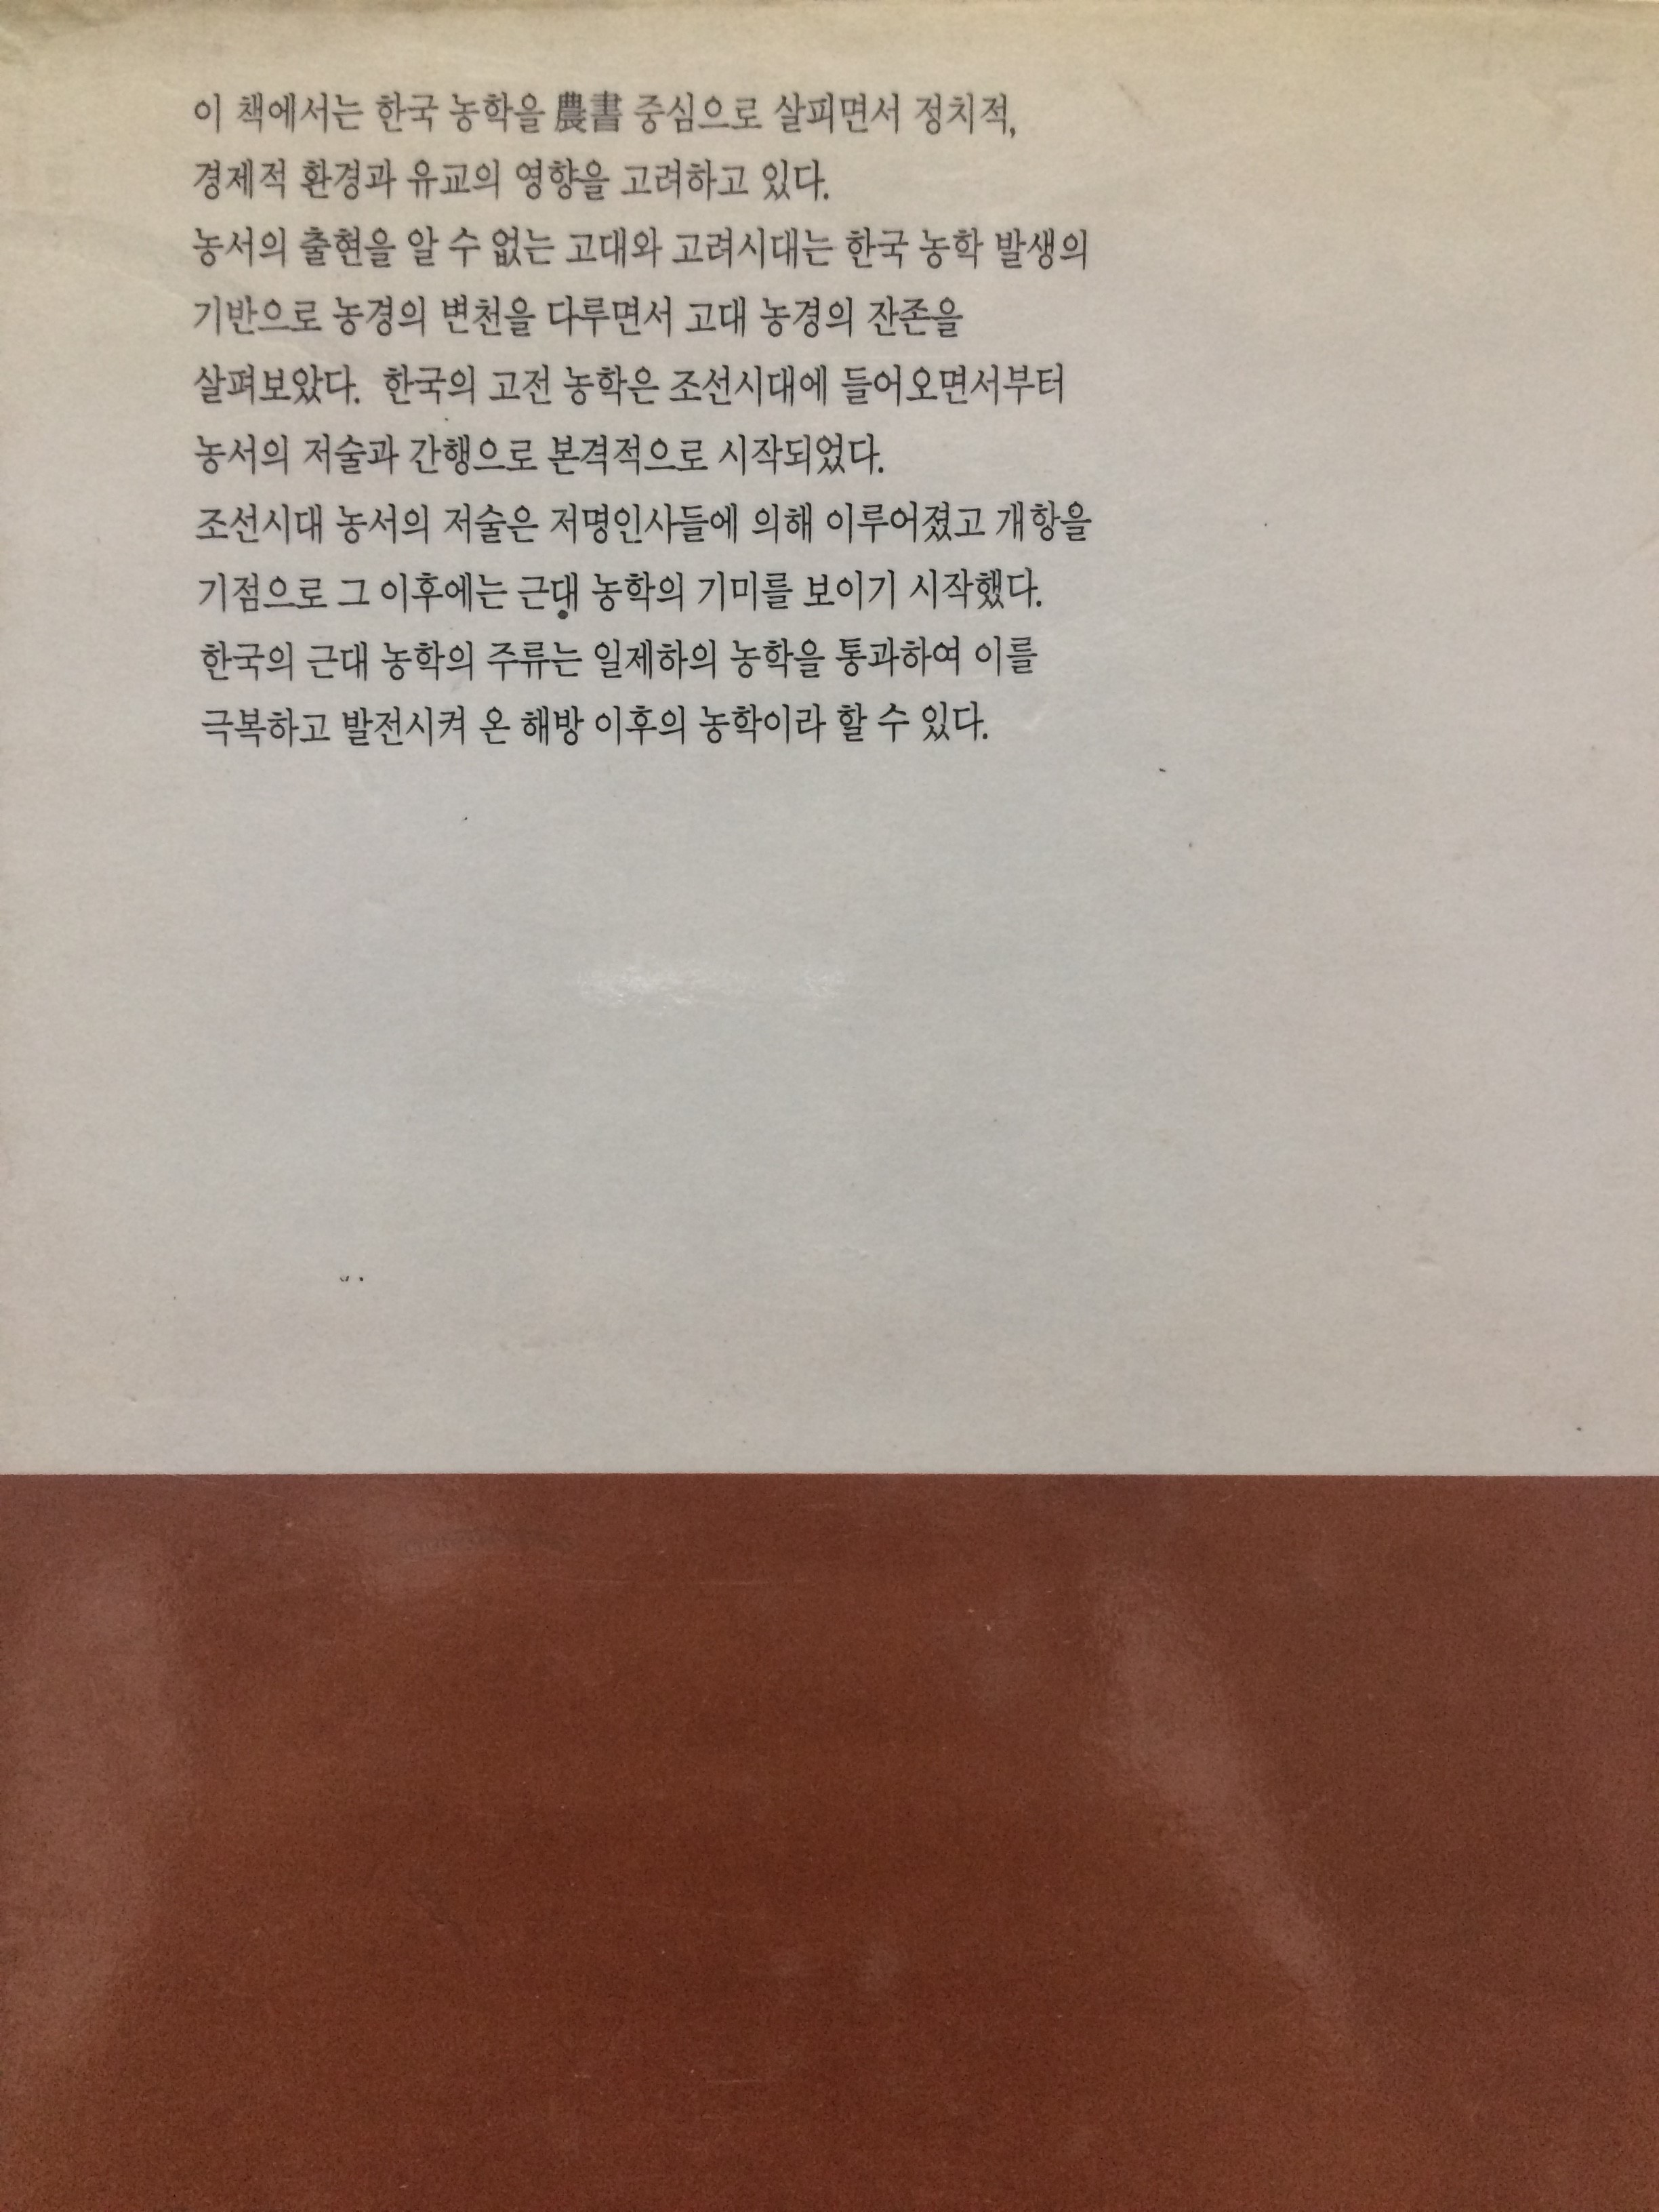 이 책에서는 한국 농학을 農書 중심으로 살피면서 정치적,
경제적 환경과 유교의 영향을 고려하고 있다.
농서의 출현을 알 수 없는 고대와 고려시대는 한국 농학 발생의
기반으로 농경의 변천을 다루면서 고대 농경의 잔존을
살펴보았다. 한국의 고전 농학은 조선시대에 들어오면서부터
농서의 저술과 간행으로 본격적으로 시작되었다.
조선시대 농서의 저술은 저명인사들에 의해 이루어졌고 개항을
기점으로 그 이후에는 근대 농학의 기미를 보이기 시작했다.
한국의 근대 농학의 주류는 일제하의 농학을 통과하여 이를
극복하고 발전시켜 온 해방 이후의 농학이라 할 수 있다.